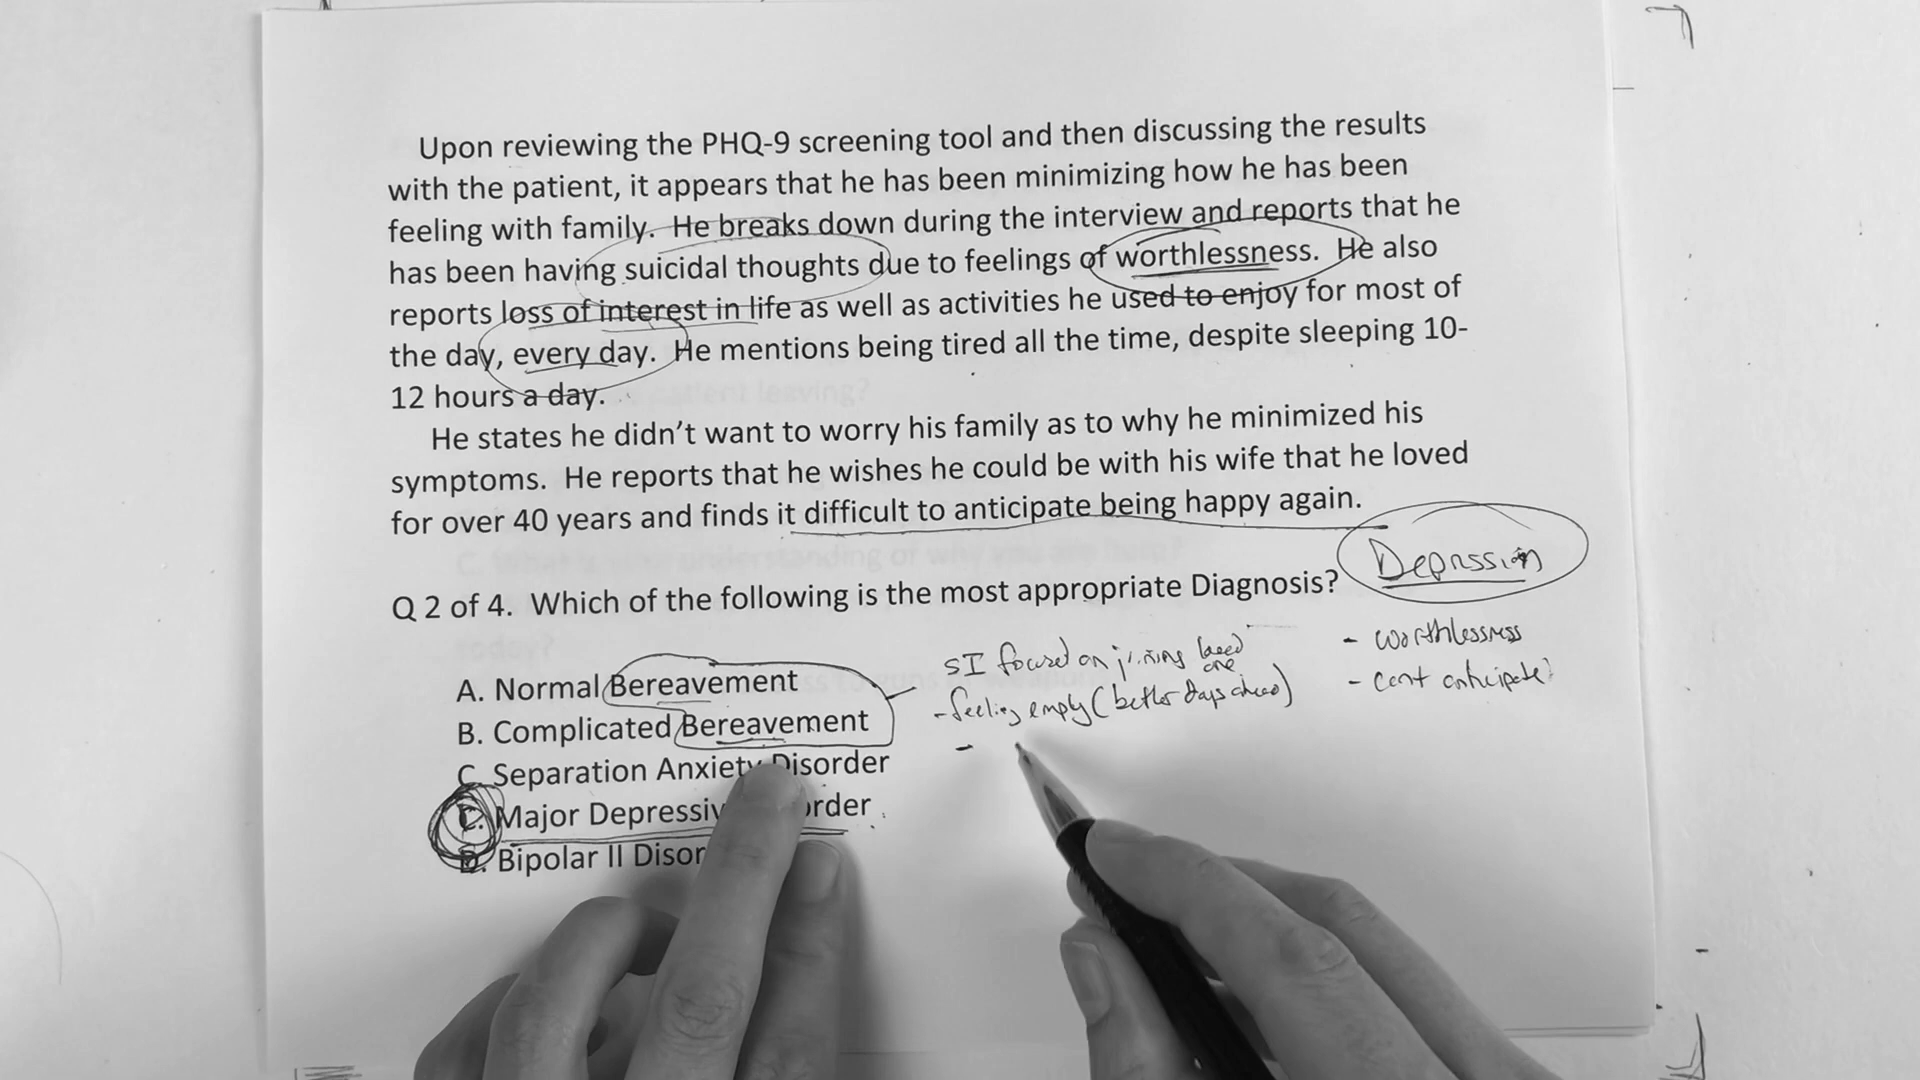 Upon reviewing the PHQ-9 screening tool and then discussing the results
with the patient, it appears that he has been minimizing how he has been
feeling with family. He breaks down during the interview and reports that he
has been having suicidal thoughts due to feelings of worthlessness. He also
reports loss of interest in life as well as activities he used to enjoy for most of
the day, every day. He mentions being tired all the time, despite sleeping 10-
12 hours a day.
He states he didn't want to worry his family as to why he minimized his
symptoms. He reports that he wishes he could be with his wife that he loved
for over 40 years and finds it difficult to anticipate being happy again.
Deprssion
Q 2 of 4. Which of the following is the most appropriate Diagnosis?
- worthlessness
- cant anticipate
SI focused on joining loved
one
- feeling empty (better days ahead)
-
A. Normal Bereavement
B. Complicated Bereavement
C. Separation Anxiety Disorder
C. Major Depressiv order
D. Bipolar II Disor